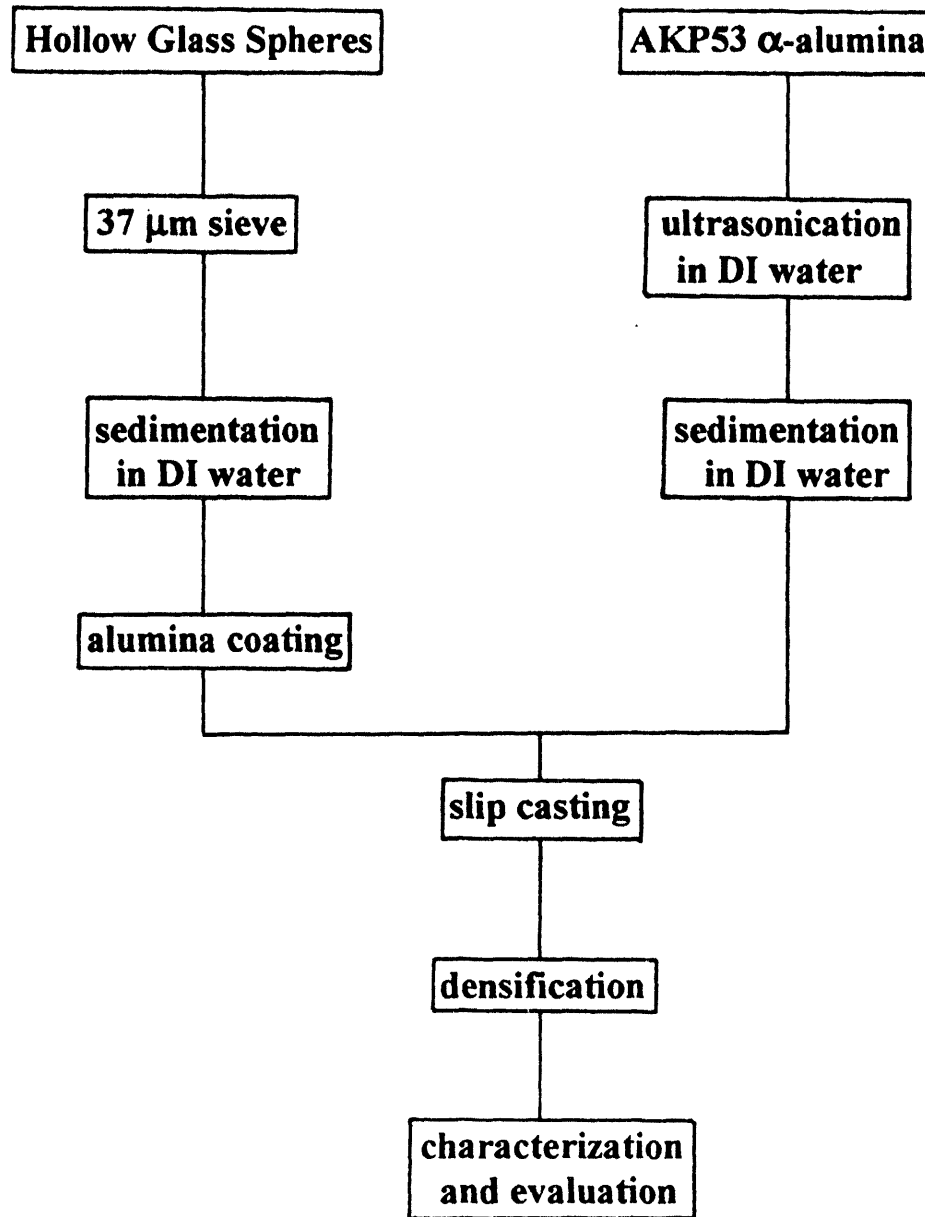 Hollow Glass Spheres
AKP53 α-alumina
37 μm sieve
ultrasonication
in DI water
sedimentation
in DI water
sedimentation
in DI water
alumina coating
slip casting
densification
characterization
and evaluation